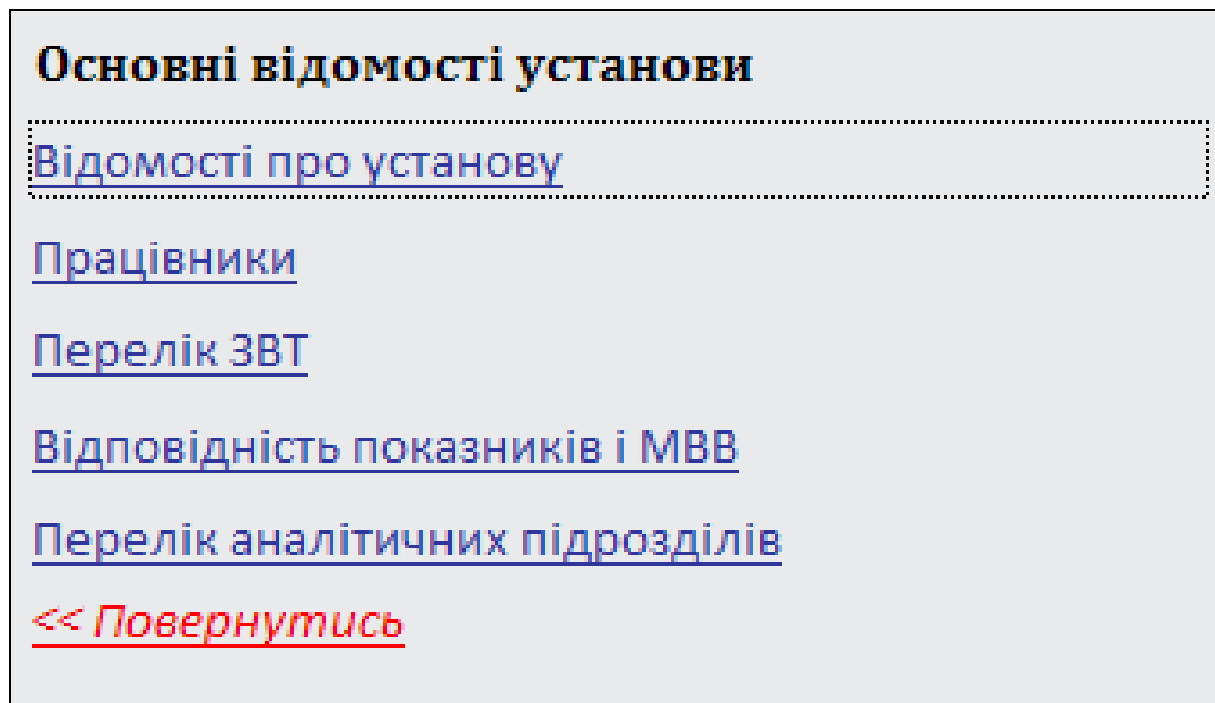 Основні відомості установи
Відомості про установу
Працівники
Перелік ЗВТ
Відповідність показників і МВВ
Перелік аналітичних підрозділів
<< Повернутись